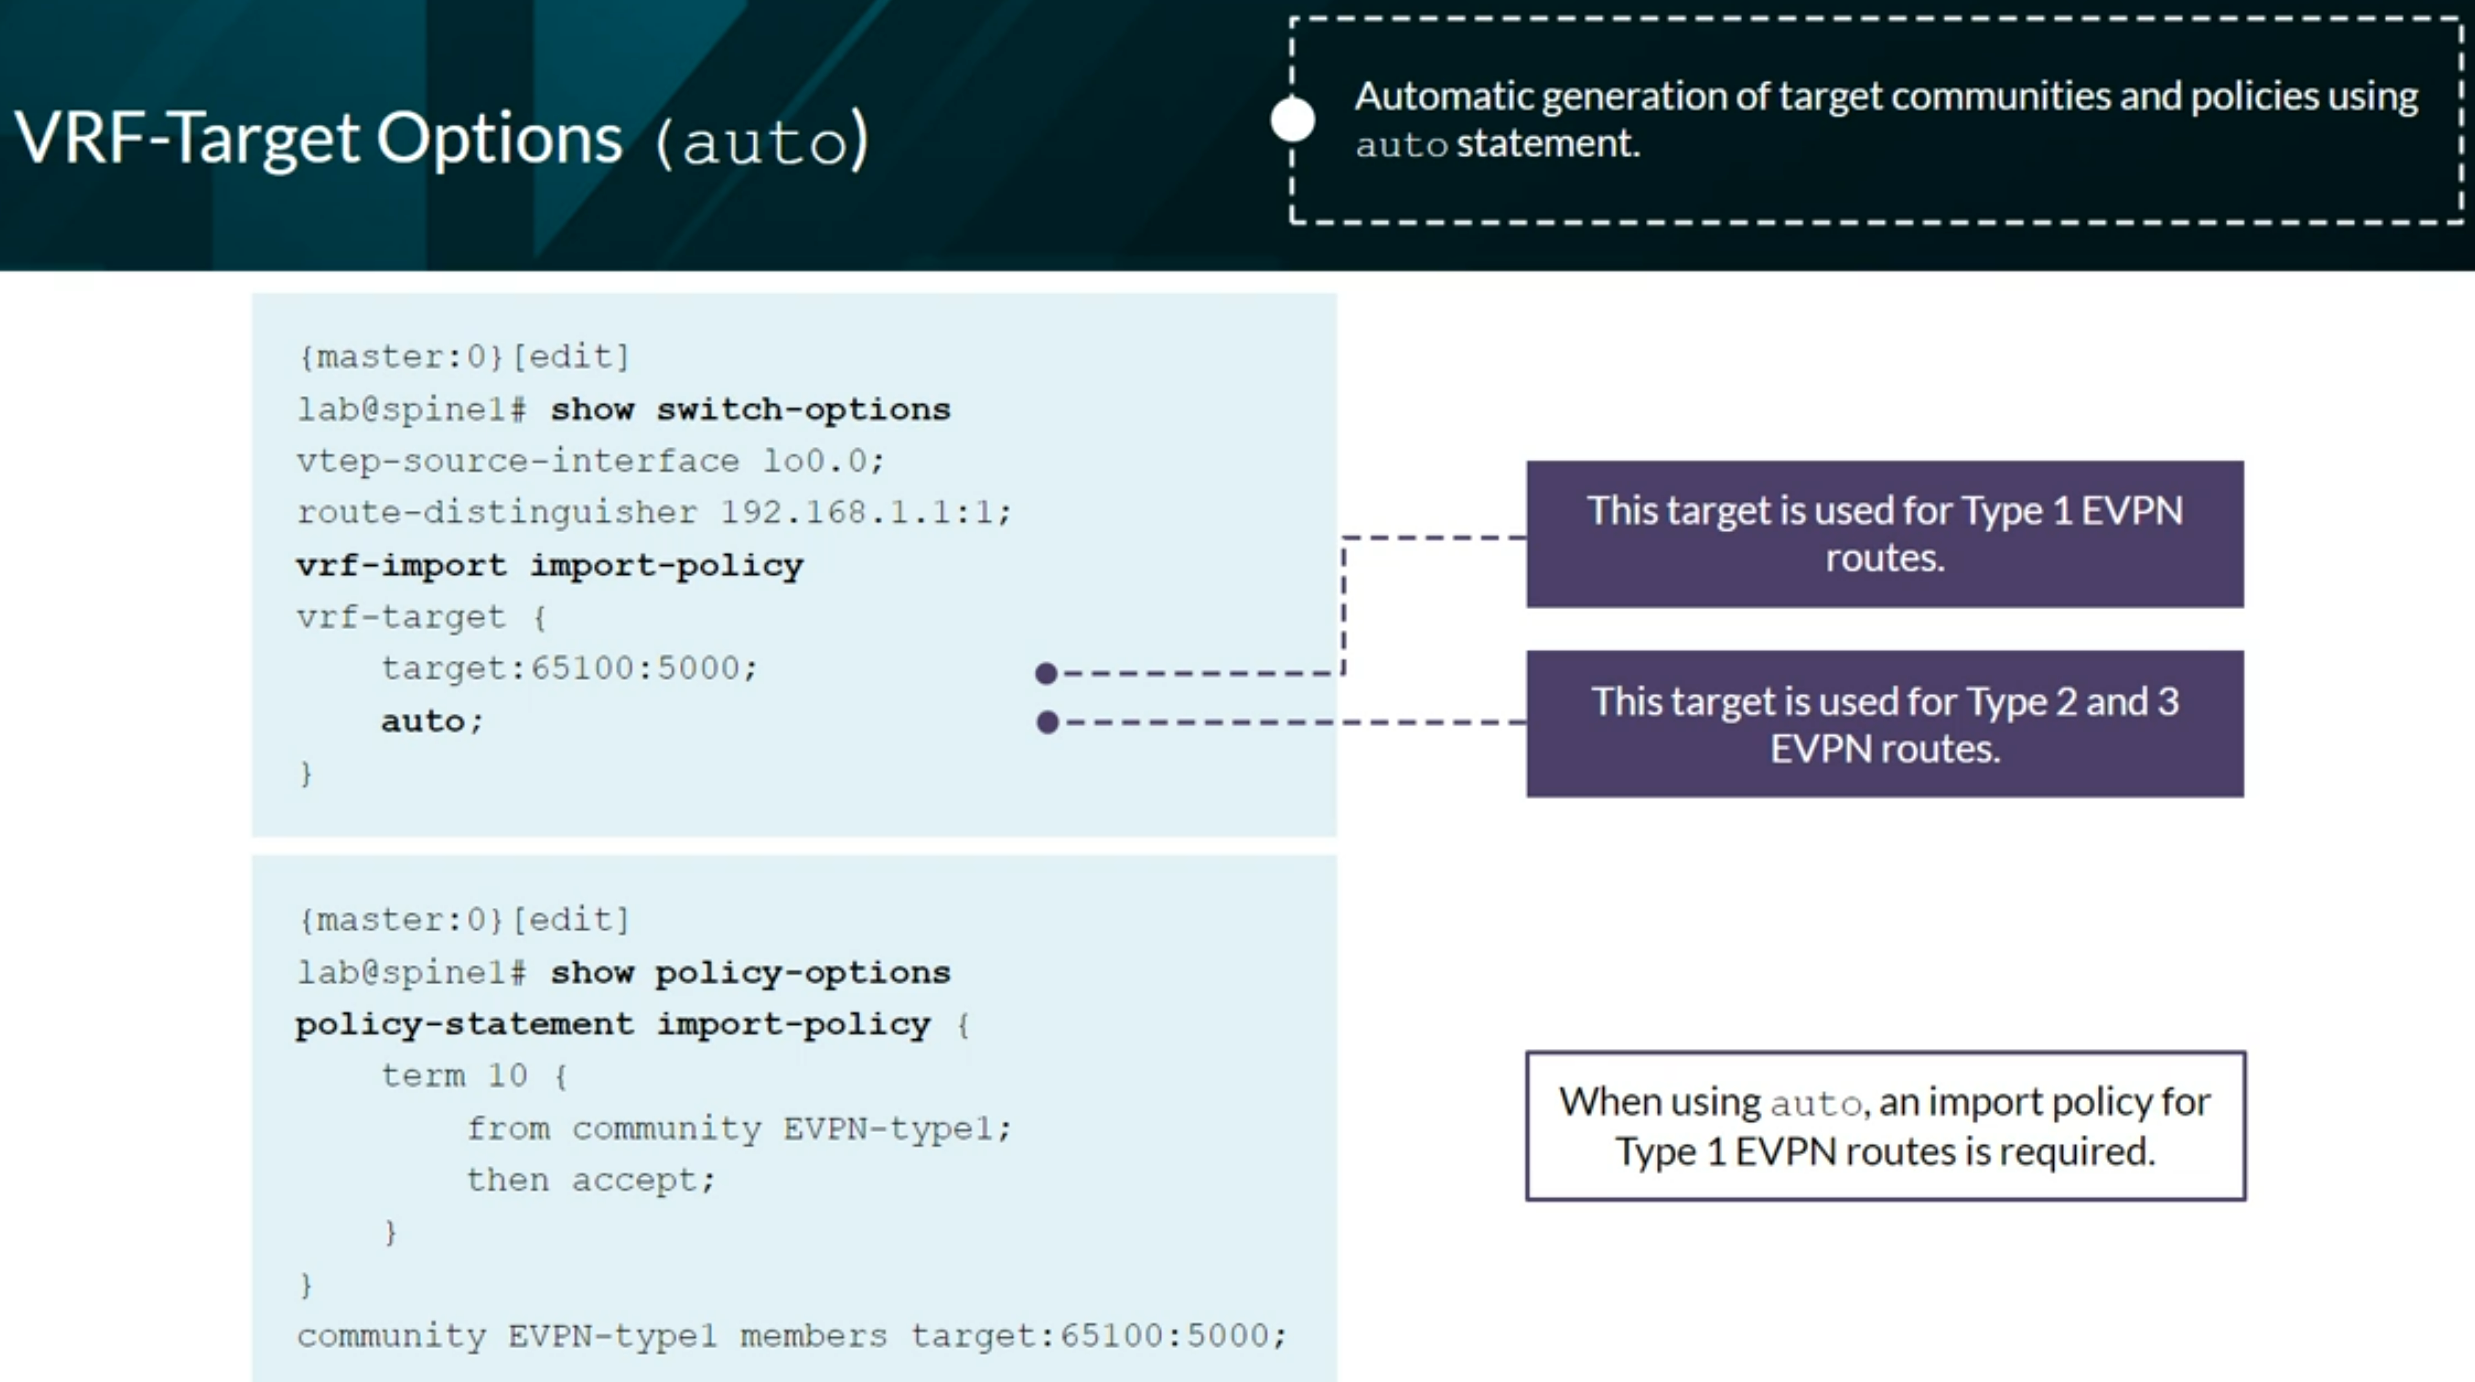 VRF-Target Options (auto)
Automatic generation of target communities and policies using
auto statement.
{master:0}[edit]
lab@spine1# show switch-options
vtep-source-interface lo0.0;
route-distinguisher 192.168.1.1:1;
vrf-import import-policy
vrf-target {
    target:65100:5000;
    auto;
}
This target is used for Type 1 EVPN
routes.
This target is used for Type 2 and 3
EVPN routes.
{master:0}[edit]
lab@spine1# show policy-options
policy-statement import-policy {
    term 10 {
        from community EVPN-type1;
        then accept;
    }
}
community EVPN-type1 members target:65100:5000;
When using auto, an import policy for
Type 1 EVPN routes is required.